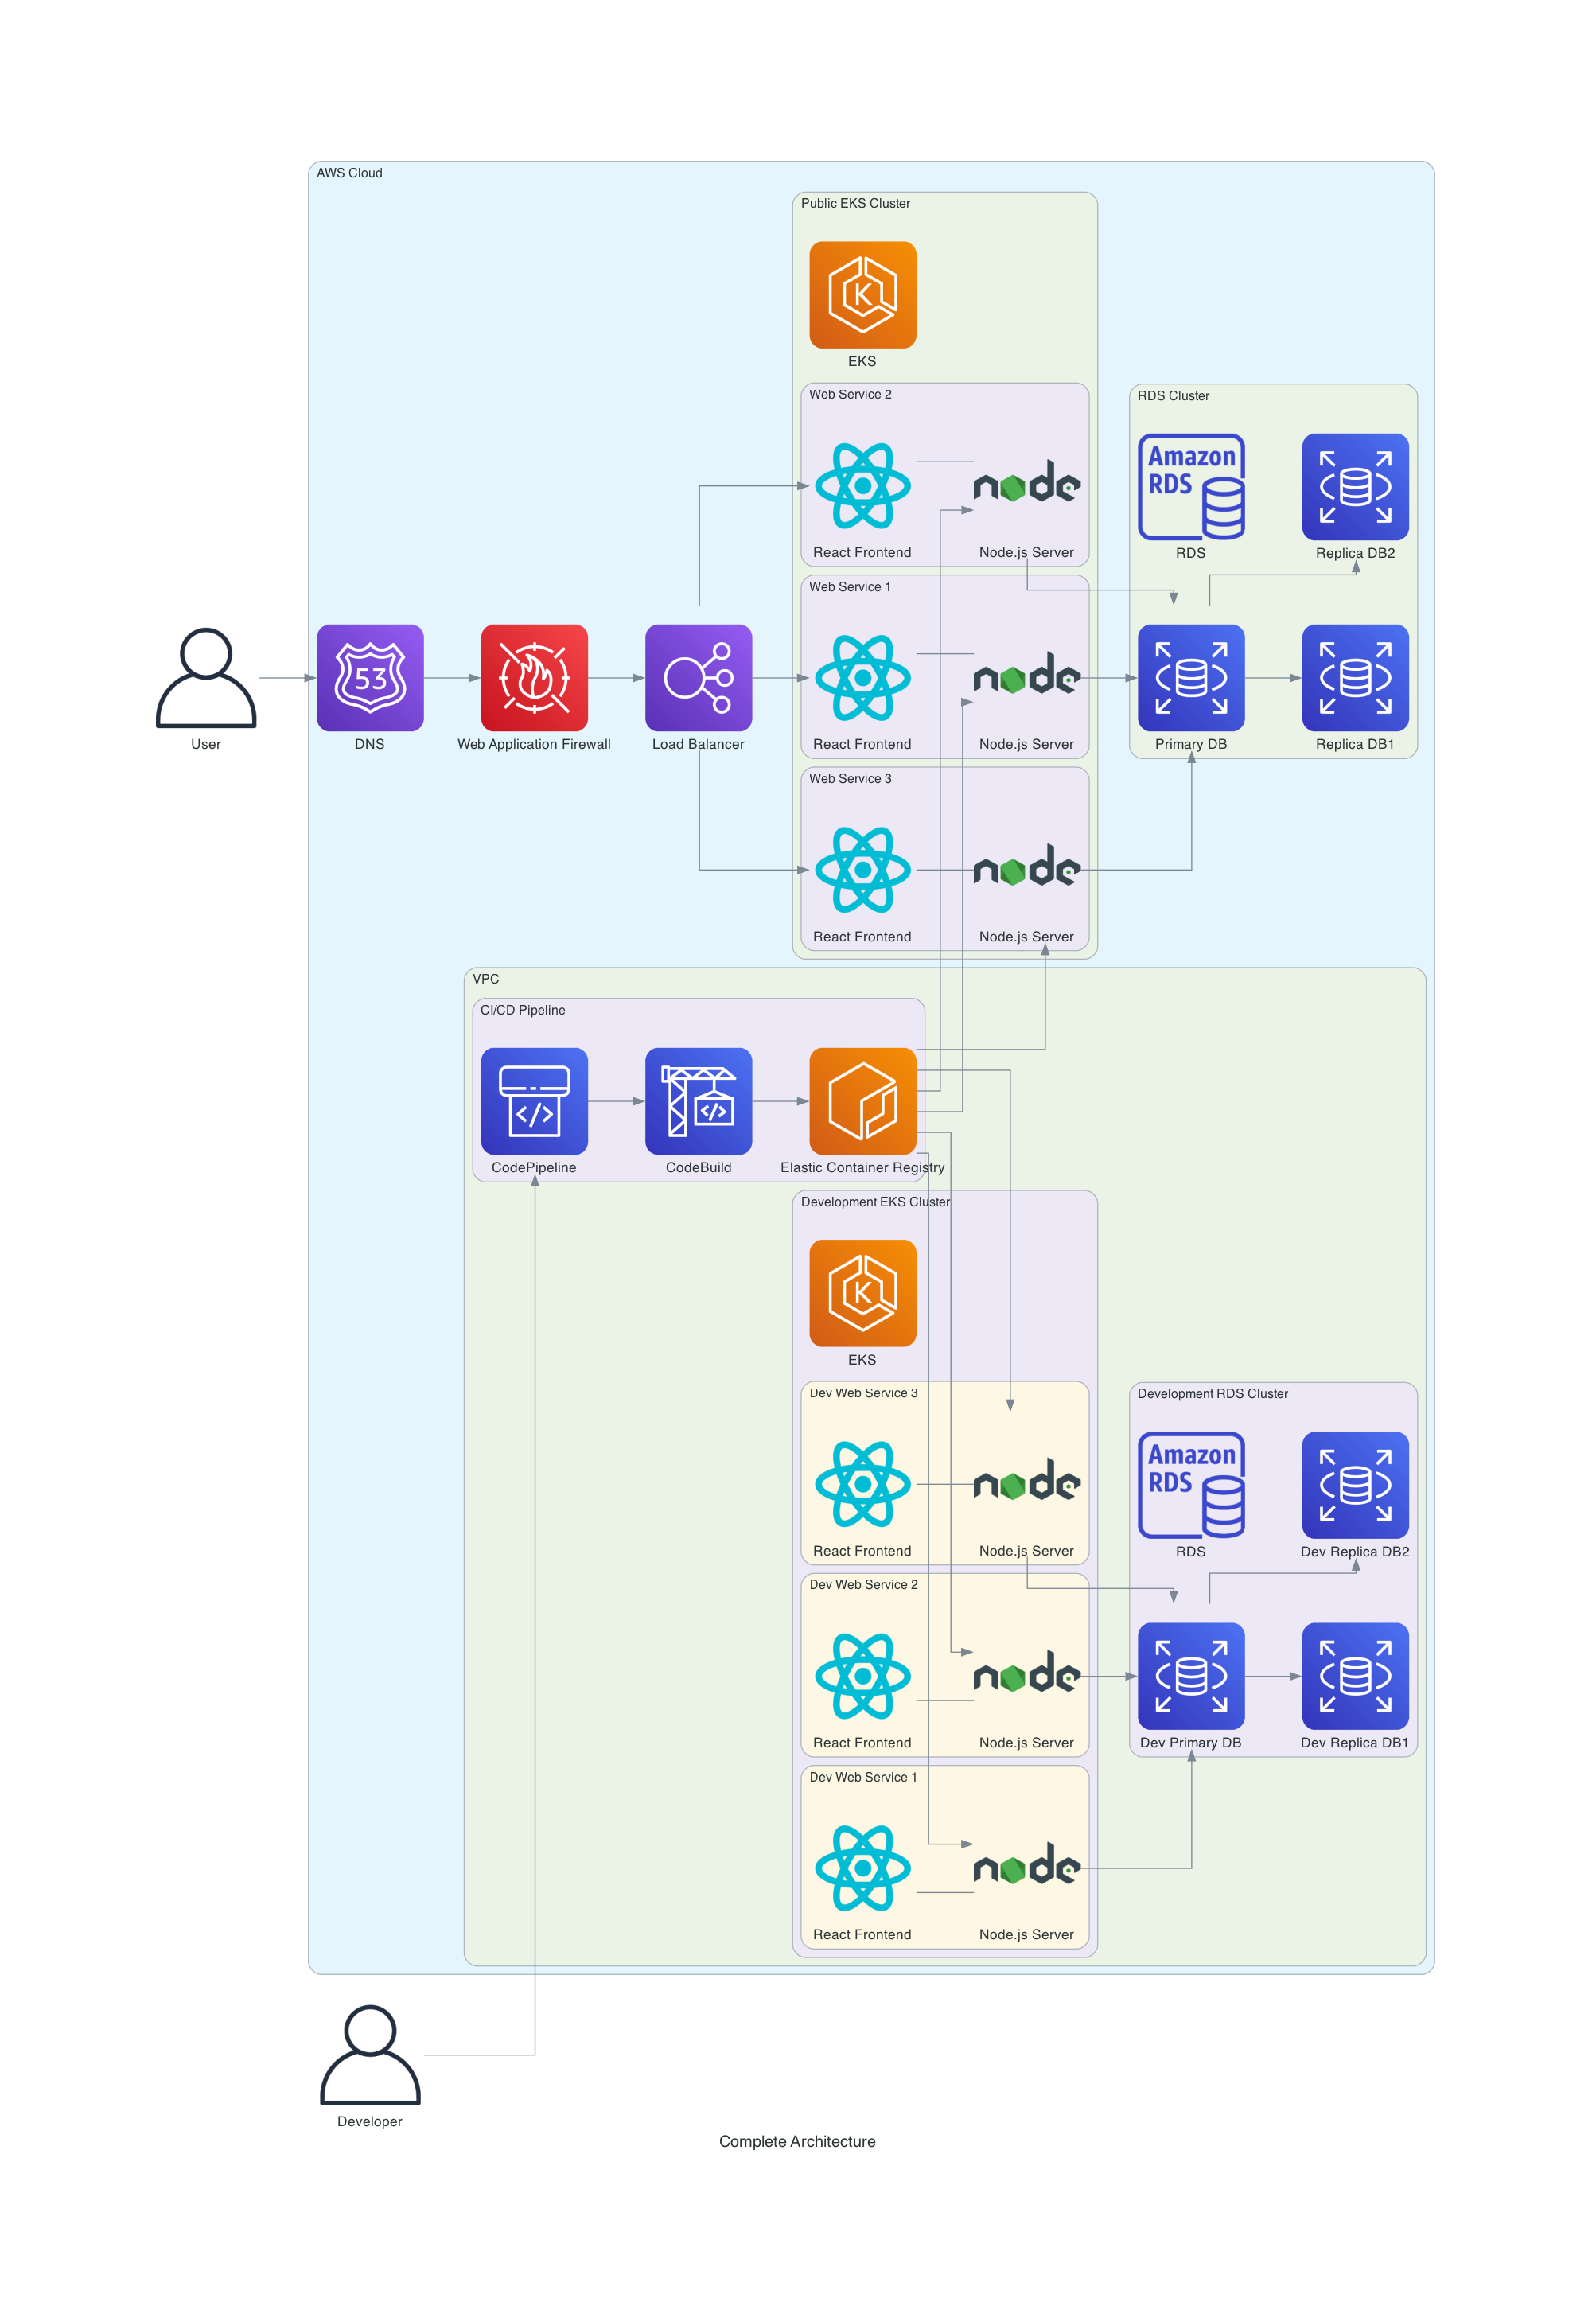 AWS Cloud
Public EKS Cluster
K
EKS
Web Service 2
React Frontend
node
Node.js Server
RDS Cluster
Amazon
RDS
RDS
Replica DB2
Web Service 1
React Frontend
node
Node.js Server
User
53
DNS
Web Application Firewall
Load Balancer
Primary DB
Replica DB1
Web Service 3
React Frontend
node
Node.js Server
VPC
CI/CD Pipeline
</>
CodePipeline
</>
CodeBuild
Elastic Container Registry
Development EKS Cluster
K
EKS
Dev Web Service 3
React Frontend
node
Node.js Server
Development RDS Cluster
Amazon
RDS
RDS
Dev Replica DB2
Dev Web Service 2
React Frontend
node
Node.js Server
Dev Primary DB
Dev Replica DB1
Dev Web Service 1
React Frontend
node
Node.js Server
Developer
Complete Architecture